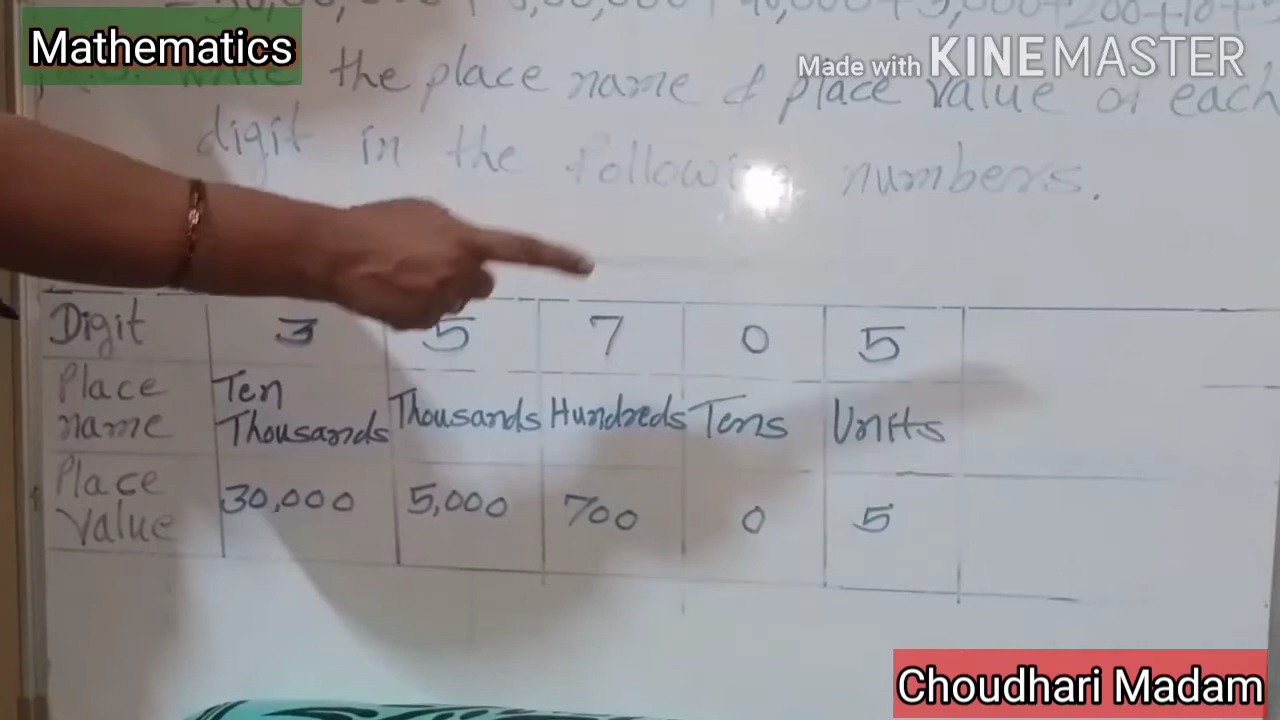 Mathematics
Made with KINEMASTER
the place name & place value of each
digit in the following numbers.
Digit 3 5 7 0 5
Place name Ten Thousands Thousands Hundreds Tens Units
Place Value 30,000 5,000 700 0 5
Choudhari Madam